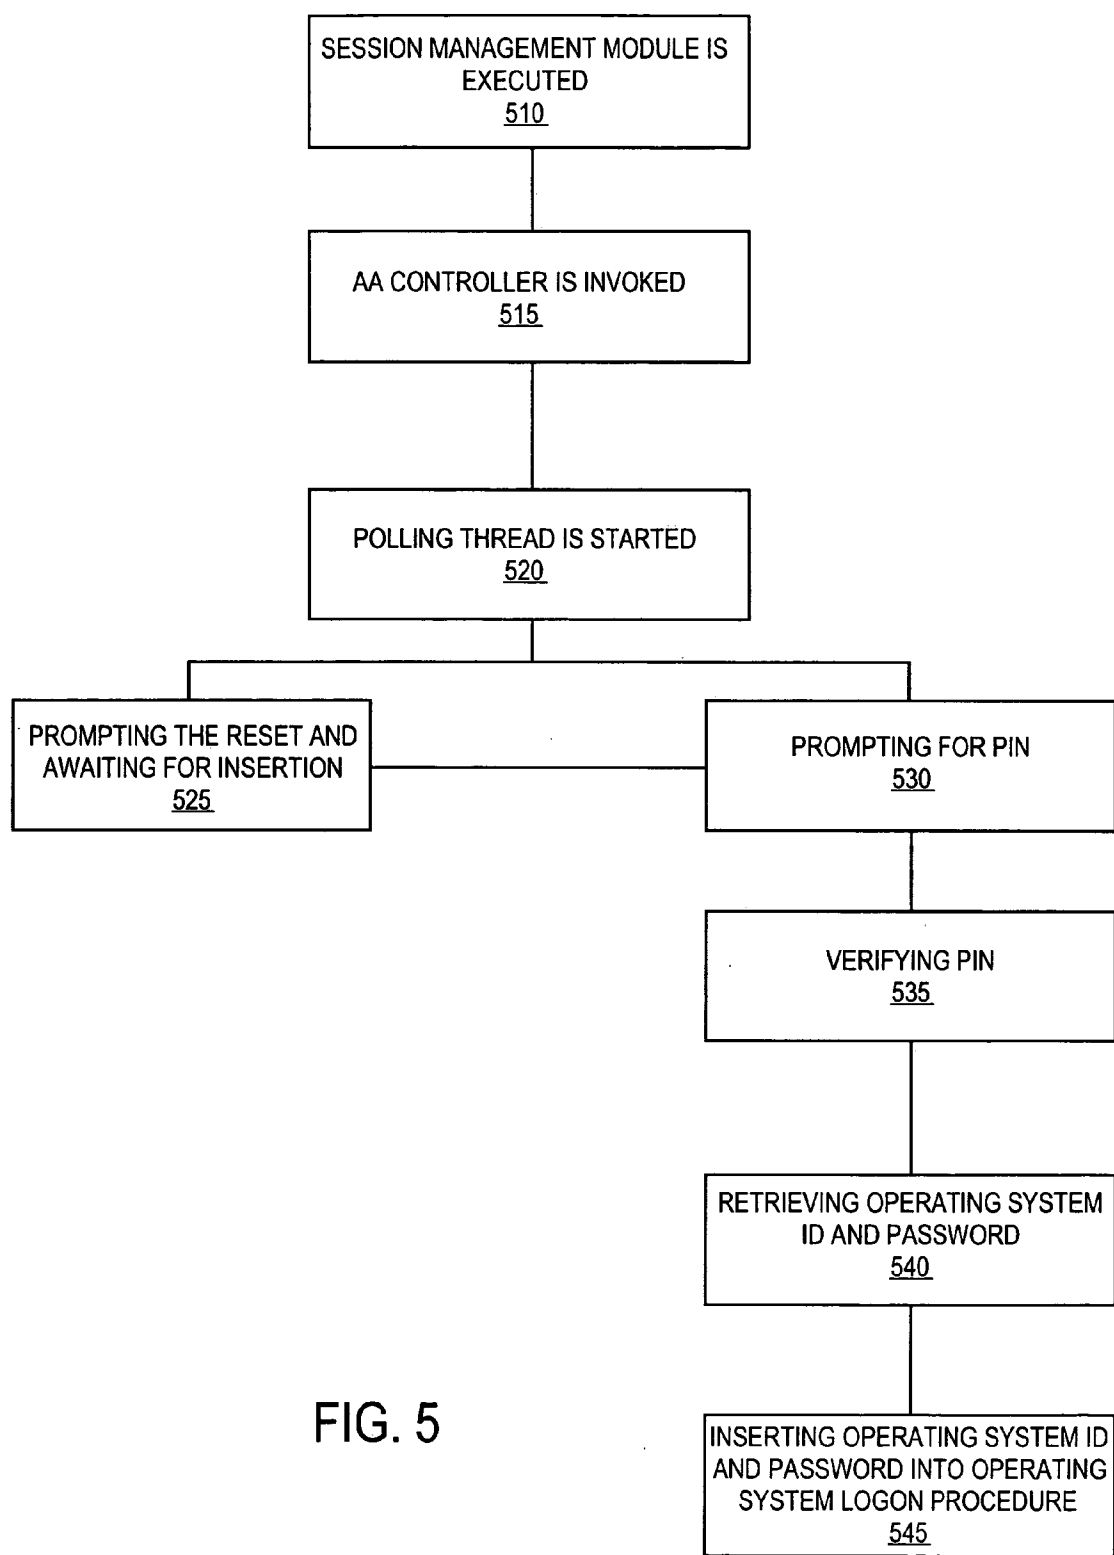 SESSION MANAGEMENT MODULE IS
EXECUTED
510
AA CONTROLLER IS INVOKED
515
POLLING THREAD IS STARTED
520
PROMPTING THE RESET AND
AWAITING FOR INSERTION
525
PROMPTING FOR PIN
530
VERIFYING PIN
535
RETRIEVING OPERATING SYSTEM
ID AND PASSWORD
540
INSERTING OPERATING SYSTEM ID
AND PASSWORD INTO OPERATING
SYSTEM LOGON PROCEDURE
545
FIG. 5